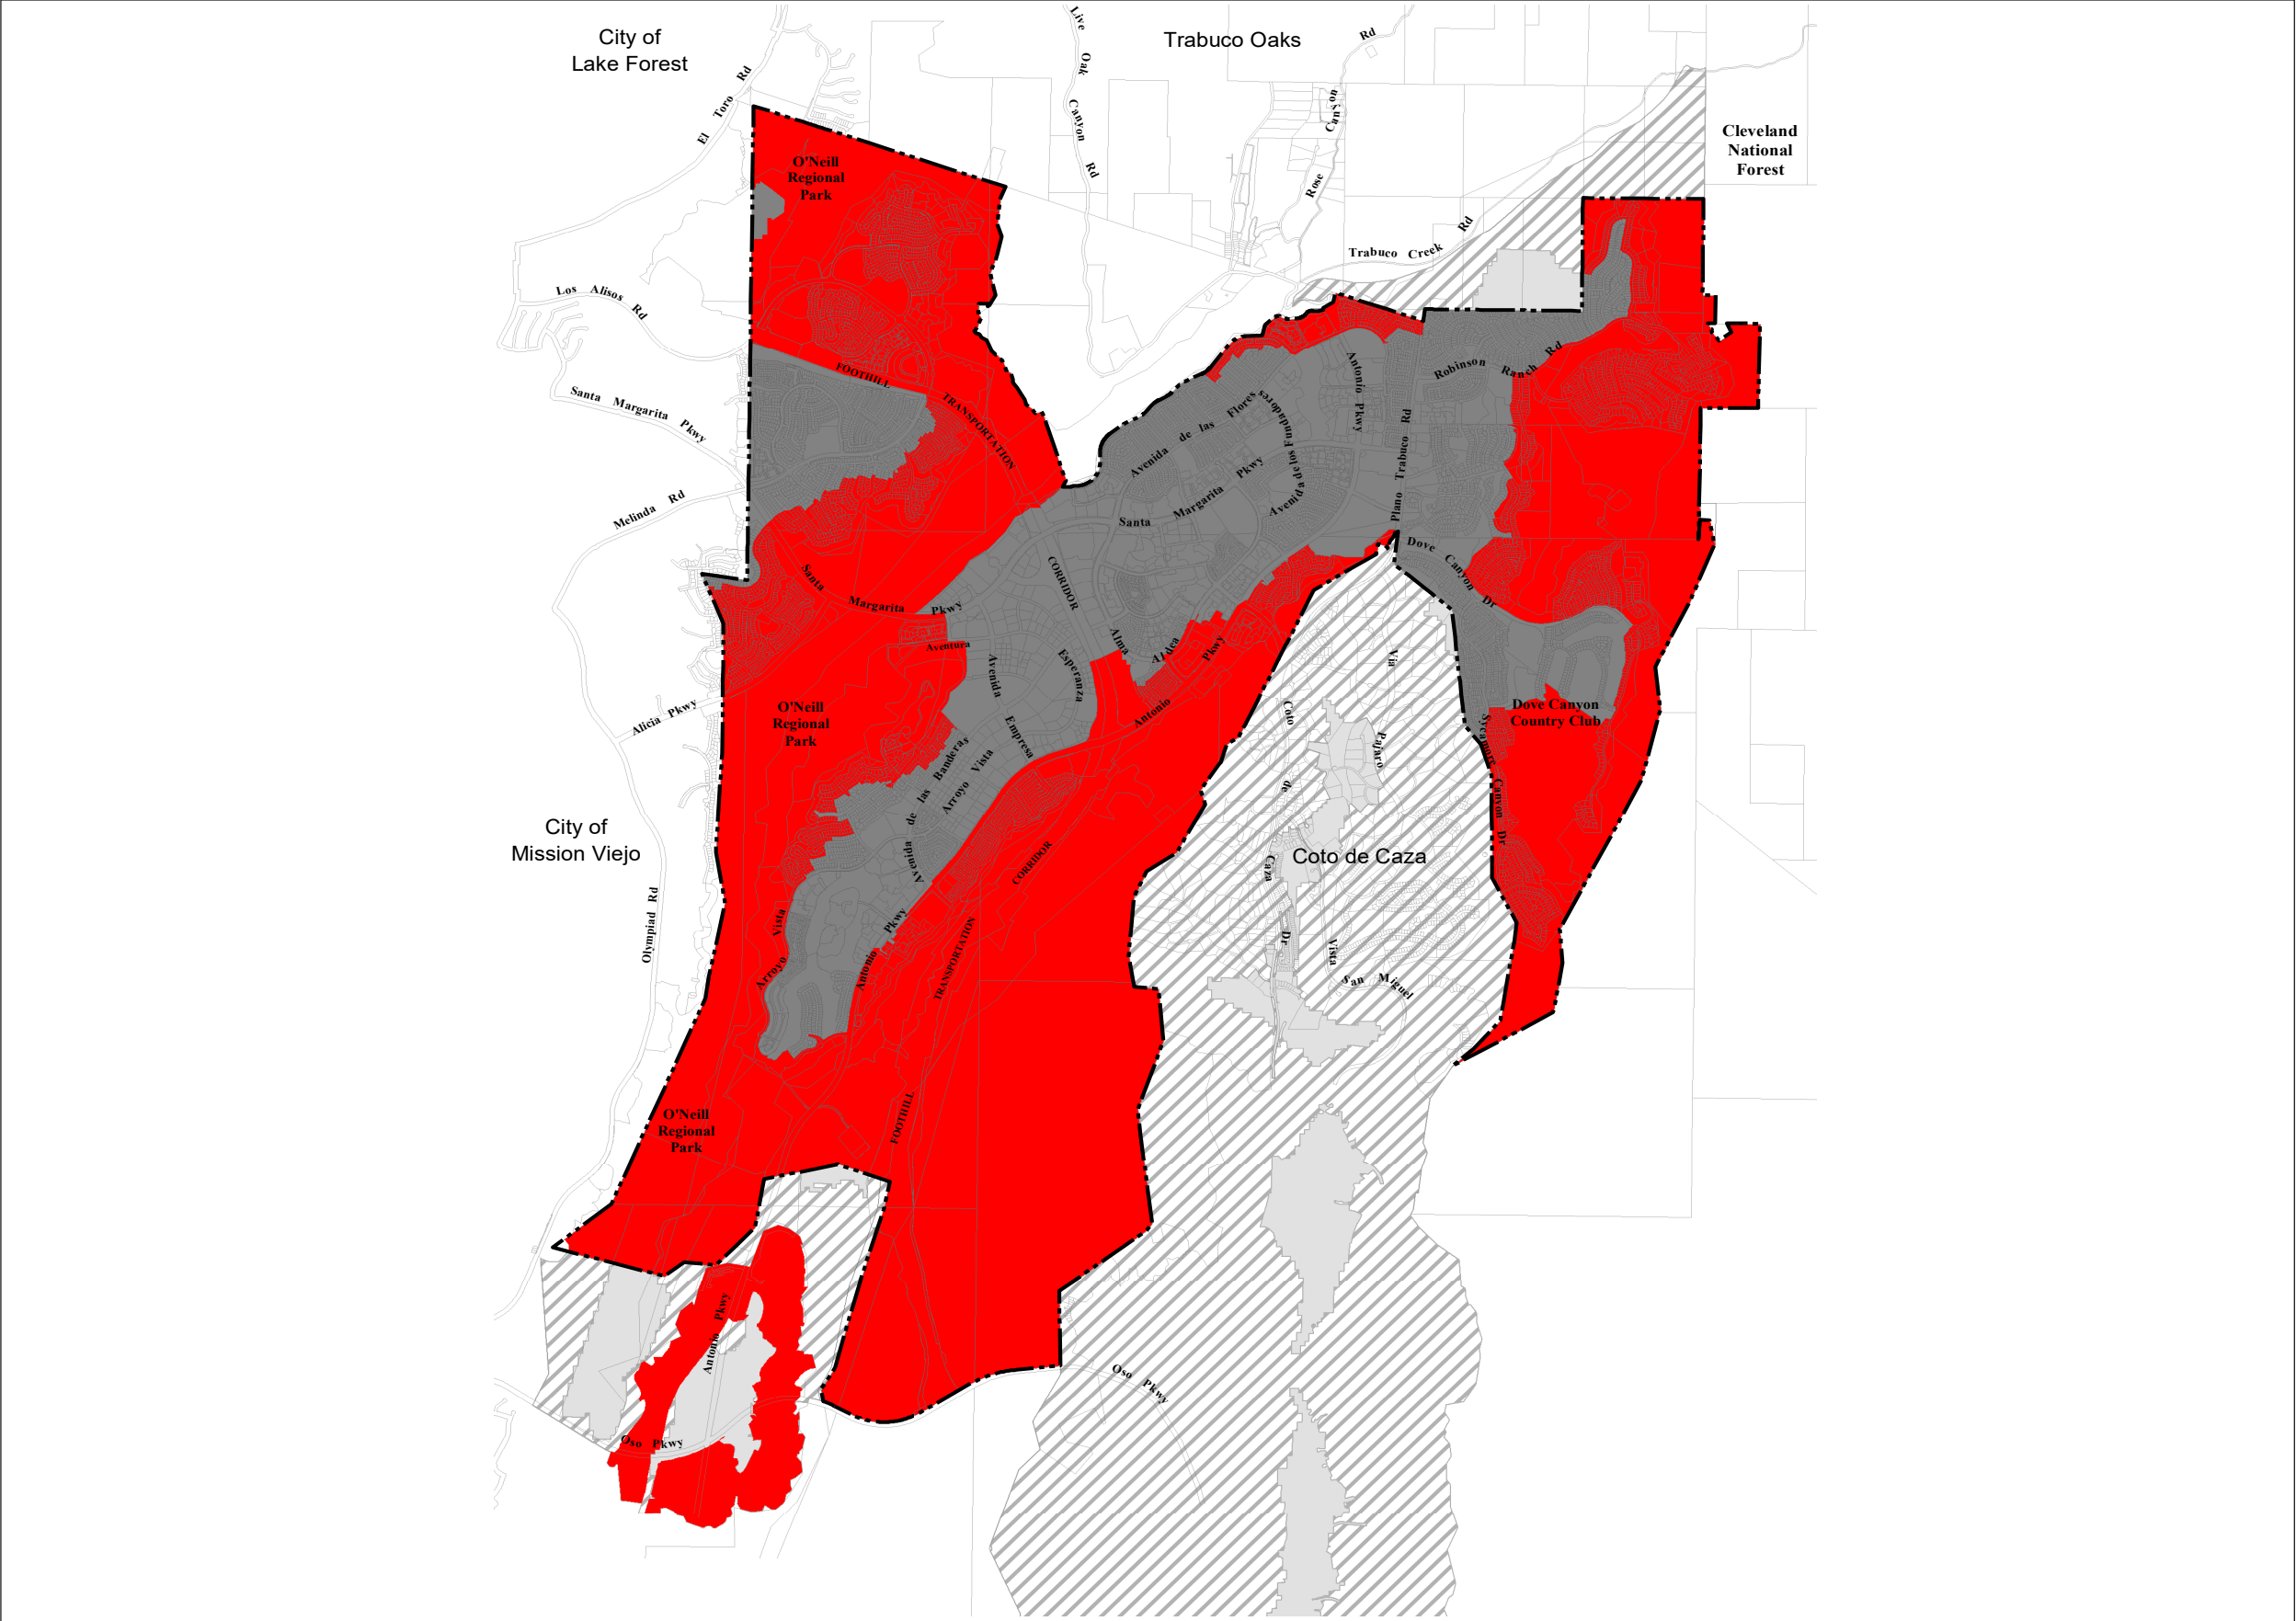 City of
Lake Forest
Trabuco Oaks
Live Oak Canyon Rd
Rd
El Toro Rd
Rose Canyon
Cleveland
National
Forest
O'Neill
Regional
Park
Trabuco Creek Rd
Los Alisos Rd
FOOTHILL
TRANSPORTATION
CORRIDOR
Antonio Pkwy
Robinson Ranch Rd
Santa Margarita Pkwy
Avenida de las Flores
Avenida de los Fundadores
Plano Trabuco Rd
Santa Margarita Pkwy
Melinda Rd
Dove Canyon Dr
Santa Margarita Pkwy
Aventura
Avenida Empresa
Esperanza
Alma Aldea
Antonio Pkwy
Alicia Pkwy
O'Neill
Regional
Park
Dove Canyon
Country Club
Sycamore Canyon Dr
Coto de Caza Dr
Via Pajaro
Avenida de las Banderas
Arroyo Vista
City of
Mission Viejo
Coto de Caza
CORRIDOR
Olympiad Rd
Arroyo Vista
Antonio Pkwy
TRANSPORTATION
Vista San Miguel
FOOTHILL
O'Neill
Regional
Park
Antonio Pkwy
Oso Pkwy
Oso Pkwy